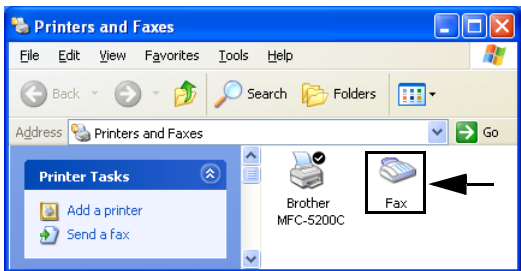 Printers and Faxes
File Edit View Favorites Tools Help
Back Search Folders
Address Printers and Faxes Go
Printer Tasks
Add a printer
Send a fax
Brother
MFC-5200C
Fax